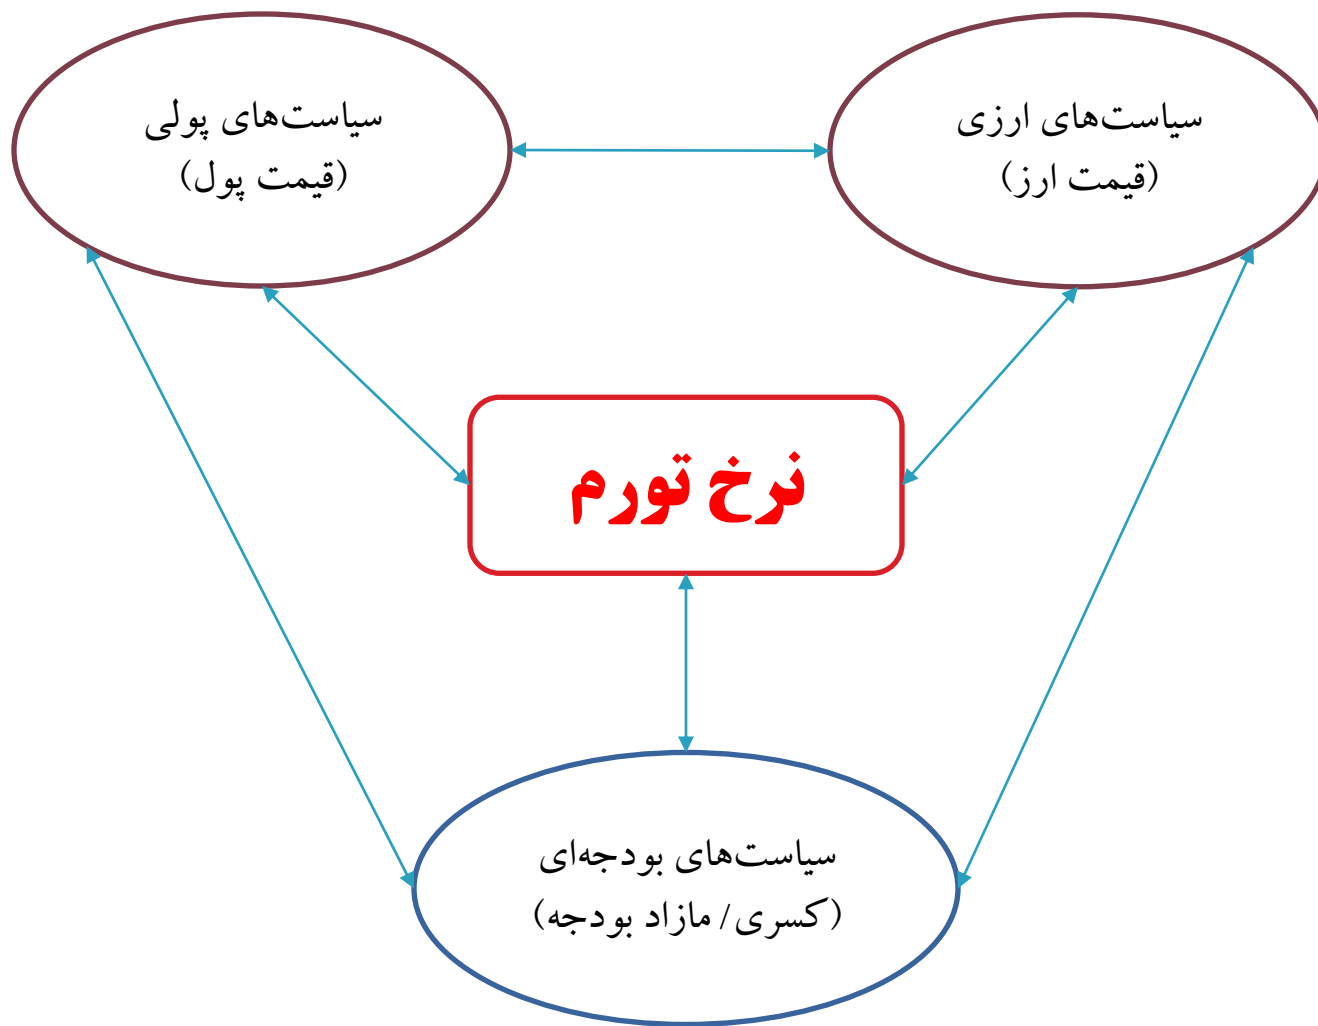 سیاست‌های ارزی
(قیمت ارز)
سیاست‌های پولی
(قیمت پول)
نرخ تورم
سیاست‌های بودجه‌ای
(کسری/ مازاد بودجه)